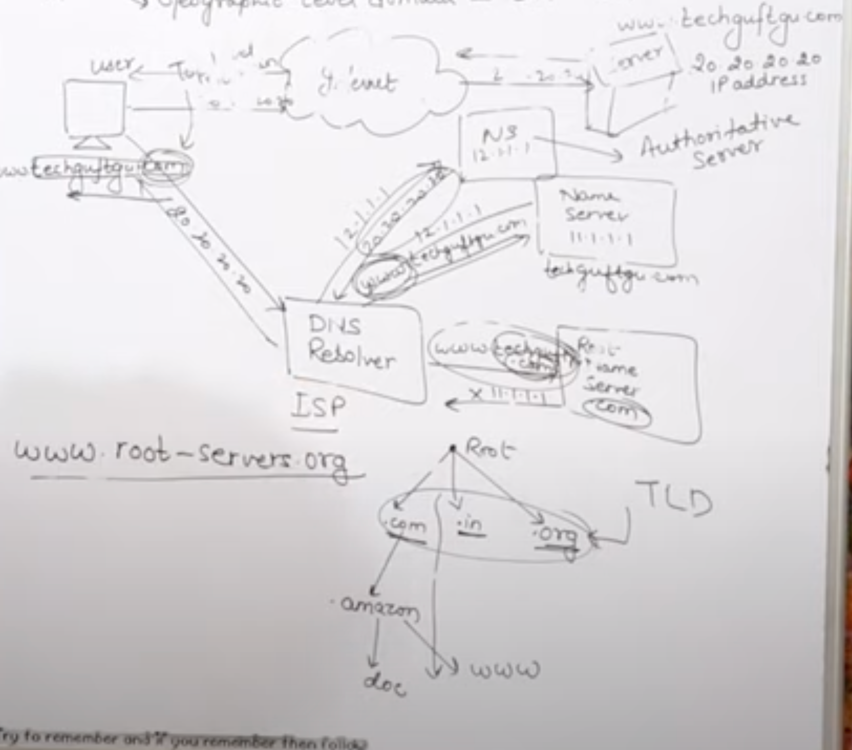 Geographic Level Domain
www.techguftgu.com
user
Server
20.20.20.20
IP address
NS
12.1.1.1
Authoritative
Server
techguftgu.com
20.20.20.20
12.1.1.1
20.20.20.20
12.1.1.1
www.techguftgu.com
Name
Server
11.1.1.1
techguftgu.com
DNS
Resolver
ISP
www.techguftgu
.com
X 11.1.1.1
Root
Name
Server
com
www.root-servers.org
Root
.com
.in
.org
TLD
.amazon
doc
www
Try to remember and if you remember then follow